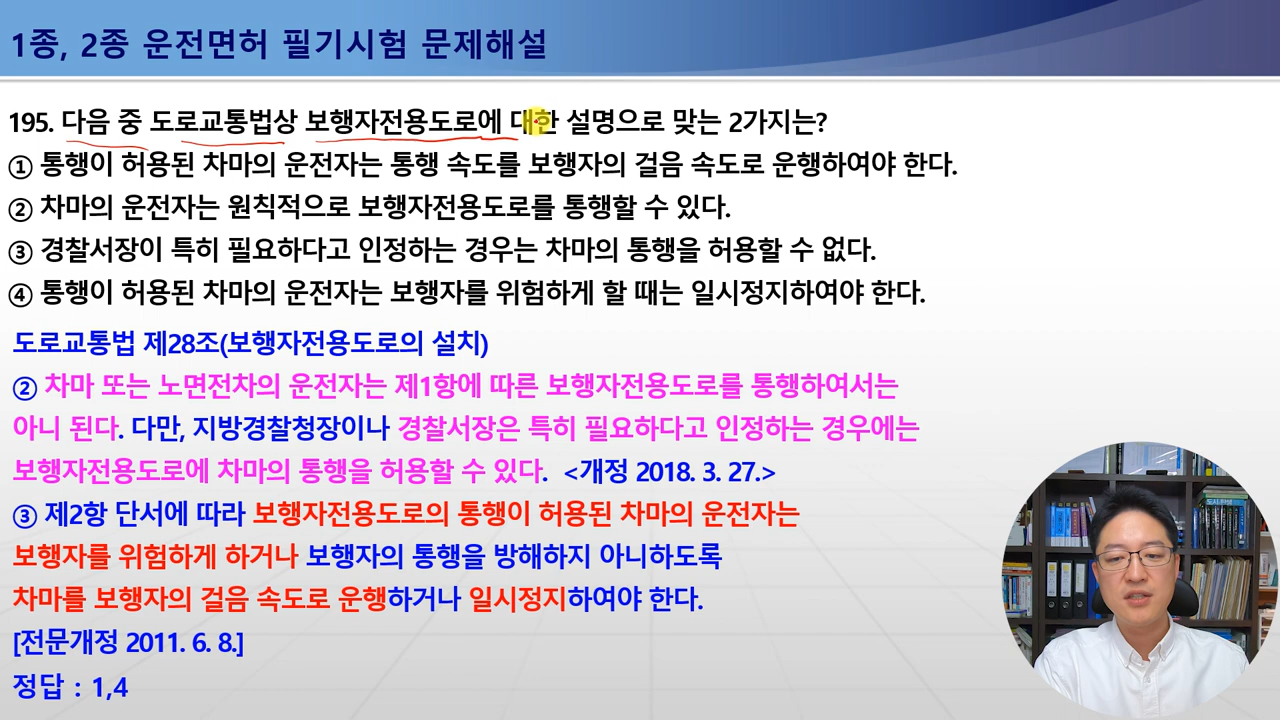 1종, 2종 운전면허 필기시험 문제해설
195. 다음 중 도로교통법상 보행자전용도로에 대한 설명으로 맞는 2가지는?
① 통행이 허용된 차마의 운전자는 통행 속도를 보행자의 걸음 속도로 운행하여야 한다.
② 차마의 운전자는 원칙적으로 보행자전용도로를 통행할 수 있다.
③ 경찰서장이 특히 필요하다고 인정하는 경우는 차마의 통행을 허용할 수 없다.
④ 통행이 허용된 차마의 운전자는 보행자를 위험하게 할 때는 일시정지하여야 한다.
도로교통법 제28조(보행자전용도로의 설치)
② 차마 또는 노면전차의 운전자는 제1항에 따른 보행자전용도로를 통행하여서는
아니 된다. 다만, 지방경찰청장이나 경찰서장은 특히 필요하다고 인정하는 경우에는
보행자전용도로에 차마의 통행을 허용할 수 있다. <개정 2018. 3. 27.>
③ 제2항 단서에 따라 보행자전용도로의 통행이 허용된 차마의 운전자는
보행자를 위험하게 하거나 보행자의 통행을 방해하지 아니하도록
차마를 보행자의 걸음 속도로 운행하거나 일시정지하여야 한다.
[전문개정 2011. 6. 8.]
정답 : 1,4